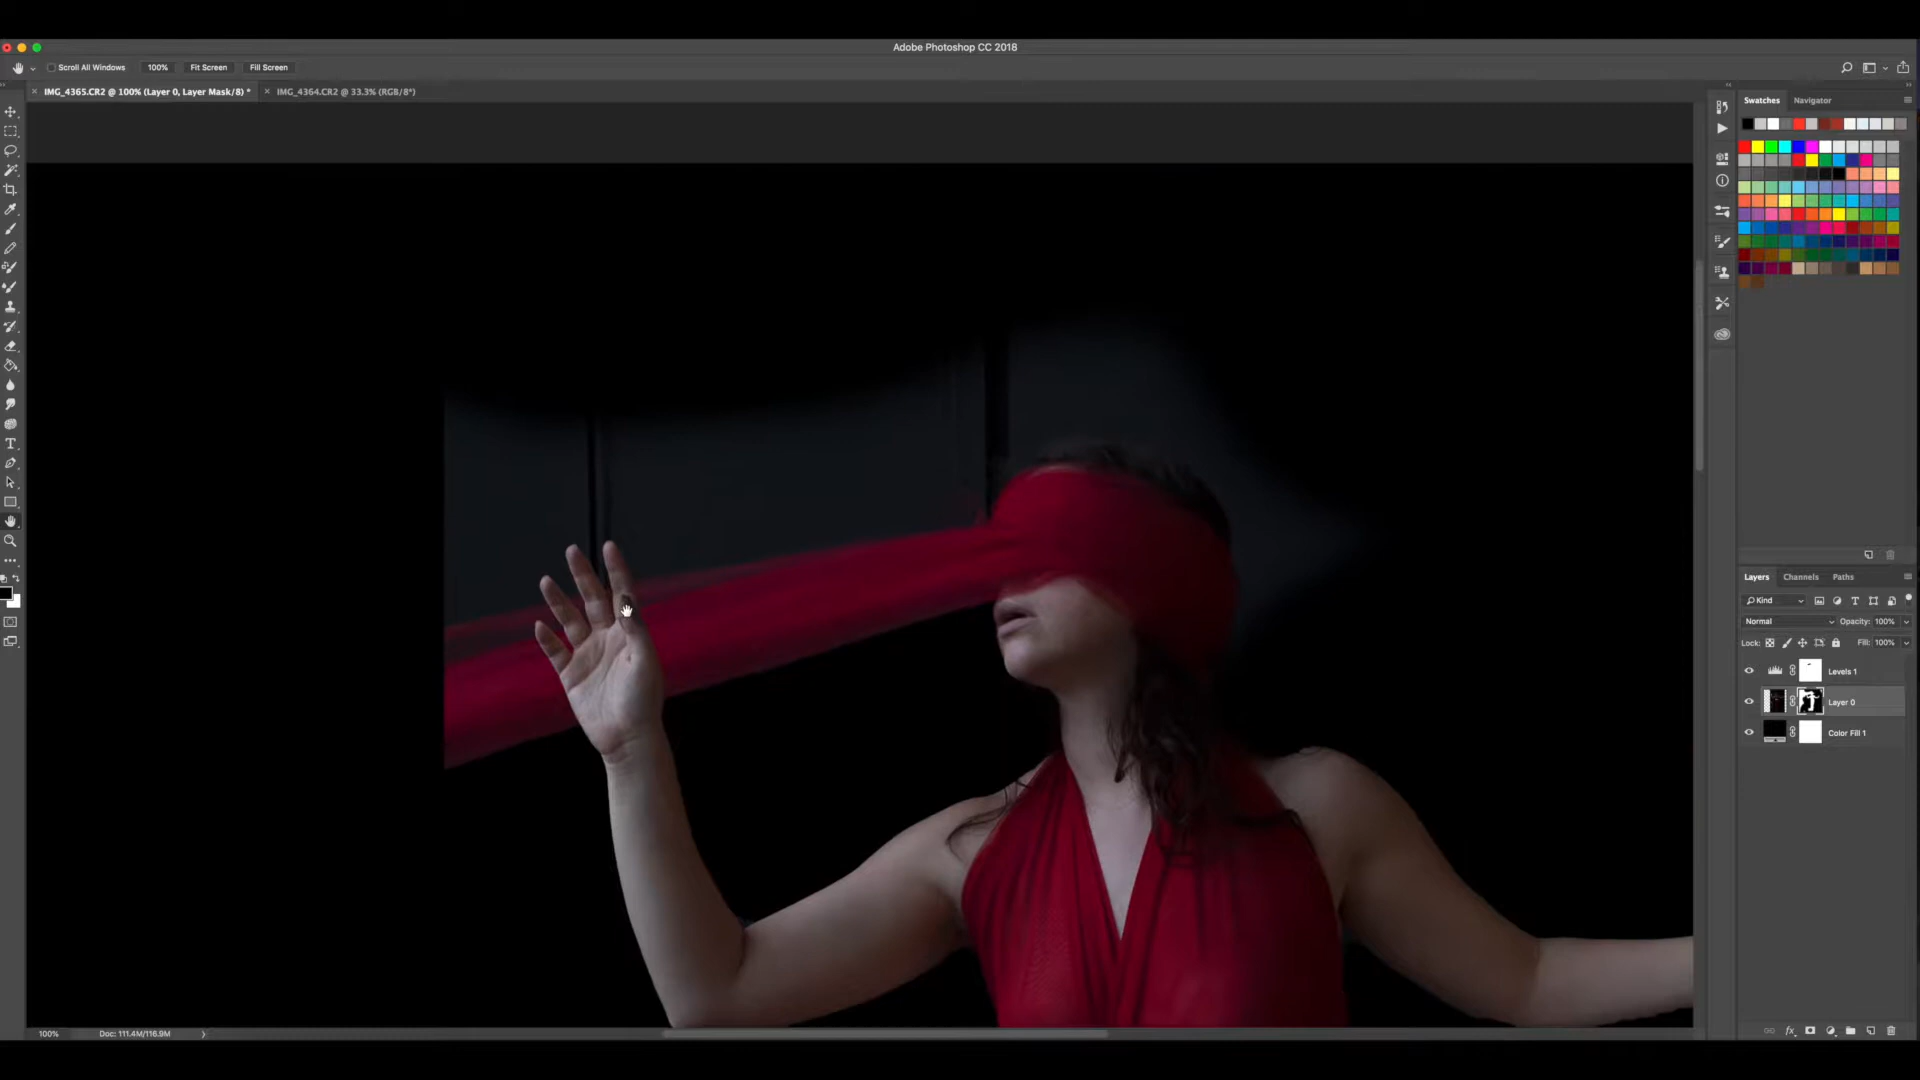 Adobe Photoshop CC 2018
Scroll All Windows 100% Fit Screen Fill Screen
× IMG_4365.CR2 @ 100% (Layer 0, Layer Mask/8) * × IMG_4364.CR2 @ 33.3% (RGB/8*)
Swatches Navigator
T
Layers Channels Paths
Kind T
Normal Opacity: 100%
Lock: Fill: 100%
Levels 1
Layer 0
Color Fill 1
100% Doc: 111.4M/116.9M
fx